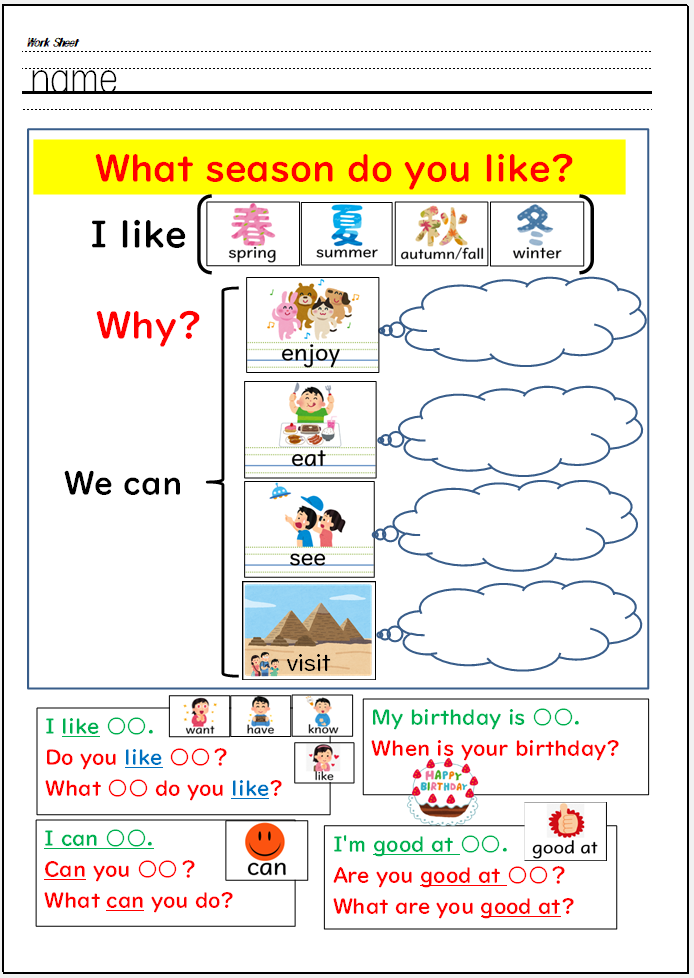 Work Sheet
name
What season do you like?
I like
春 夏 秋 冬
spring summer autumn/fall winter
Why?
enjoy
eat
We can
see
visit
I like 〇〇.
want have know
Do you like 〇〇?
like
What 〇〇 do you like?
My birthday is 〇〇.
When is your birthday?
HAPPY
BIRTHDAY
I can 〇〇.
Can you 〇〇?
can
What can you do?
I'm good at 〇〇.
good at
Are you good at 〇〇?
What are you good at?